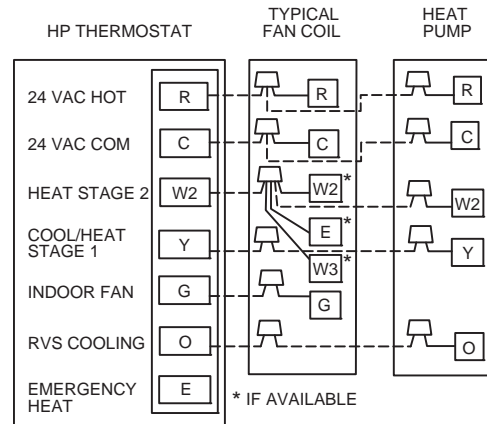 HP THERMOSTAT
TYPICAL
FAN COIL
HEAT
PUMP
24 VAC HOT R R R
24 VAC COM C C C
HEAT STAGE 2 W2 W2* W2
E*
COOL/HEAT
STAGE 1 Y W3* Y
INDOOR FAN G G
RVS COOLING O O
EMERGENCY
HEAT E
* IF AVAILABLE